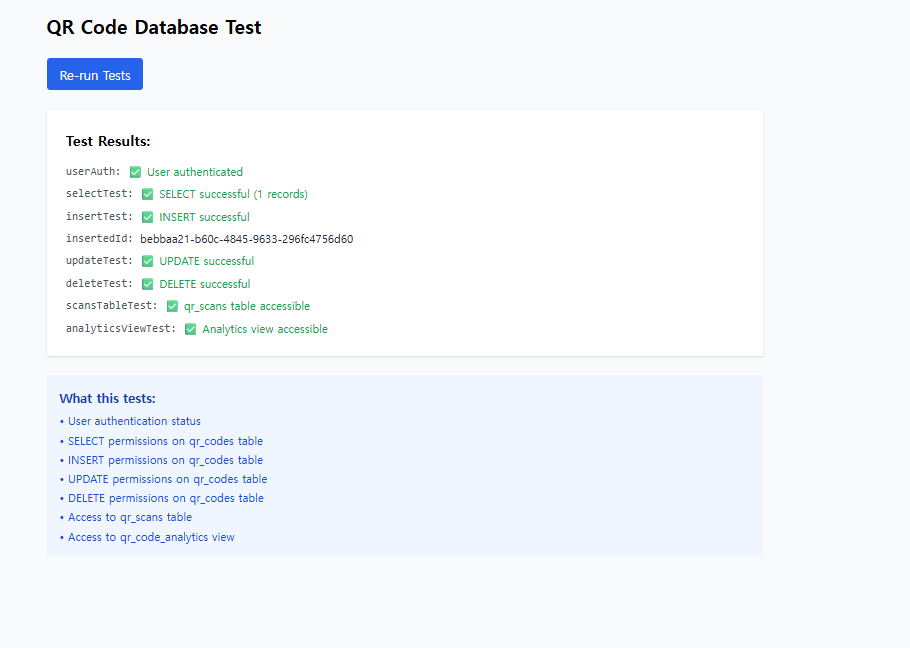 QR Code Database Test
Re-run Tests
Test Results:
userAuth: ✅ User authenticated
selectTest: ✅ SELECT successful (1 records)
insertTest: ✅ INSERT successful
insertedId: bebbaa21-b60c-4845-9633-296fc4756d60
updateTest: ✅ UPDATE successful
deleteTest: ✅ DELETE successful
scansTableTest: ✅ qr_scans table accessible
analyticsViewTest: ✅ Analytics view accessible
What this tests:
• User authentication status
• SELECT permissions on qr_codes table
• INSERT permissions on qr_codes table
• UPDATE permissions on qr_codes table
• DELETE permissions on qr_codes table
• Access to qr_scans table
• Access to qr_code_analytics view